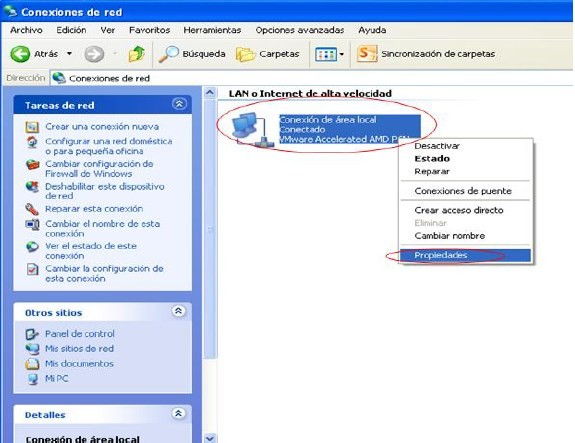 Conexiones de red
Archivo Edición Ver Favoritos Herramientas Opciones avanzadas Ayuda
Atrás Búsqueda Carpetas Sincronización de carpetas
Dirección Conexiones de red
Tareas de red
Crear una conexión nueva
Configurar una red doméstica
o para pequeña oficina
Cambiar configuración de
Firewall de Windows
Deshabilitar este dispositivo
de red
Reparar esta conexión
Cambiar el nombre de esta
conexión
Ver el estado de esta
conexión
Cambiar la configuración de
esta conexión
Otros sitios
Panel de control
Mis sitios de red
Mis documentos
Mi PC
Detalles
Conexión de área local
LAN o Internet de alta velocidad
Conexión de área local
Conectado
VMware Accelerated AMD PCN
Desactivar
Estado
Reparar
Conexiones de puente
Crear acceso directo
Eliminar
Cambiar nombre
Propiedades